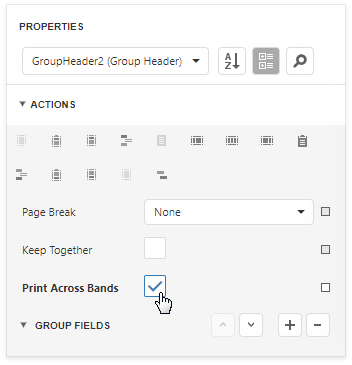 PROPERTIES
GroupHeader2 (Group Header)
A
Z
ACTIONS
Page Break
None
Keep Together
Print Across Bands
GROUP FIELDS